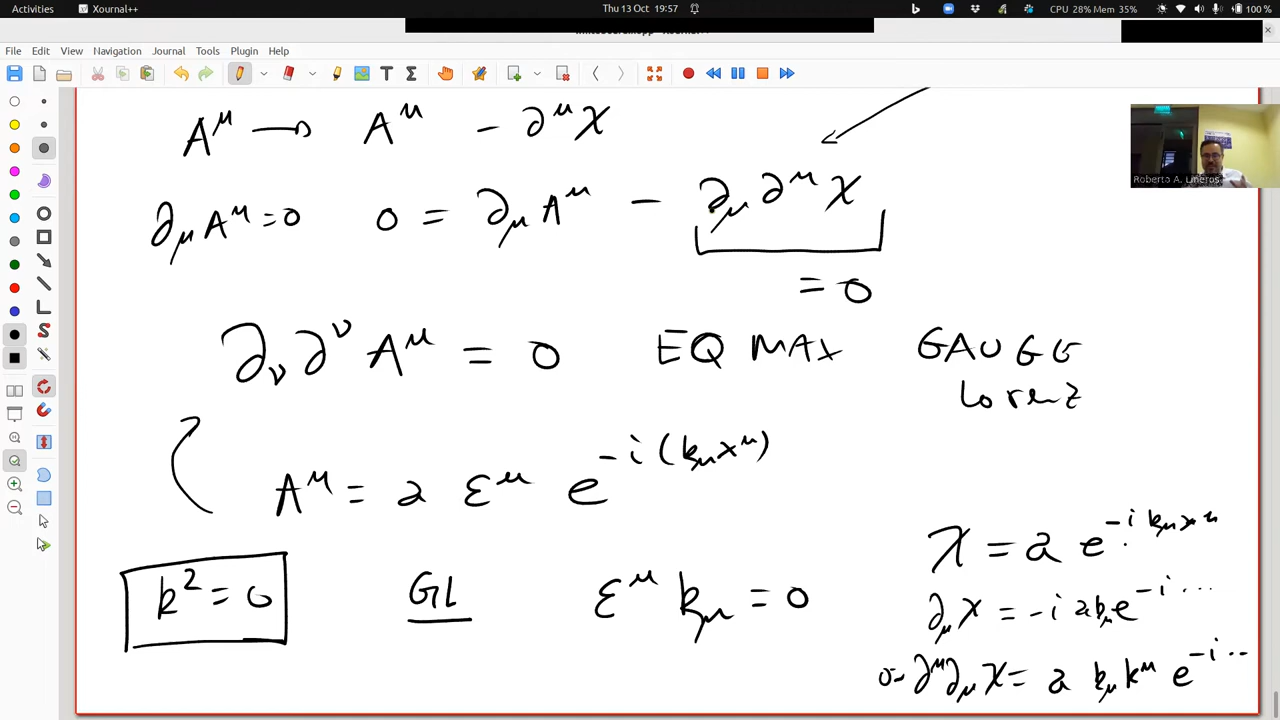 Activities Xournal++ Thu 13 Oct 19:57 CPU 28% Mem 35% 100 %
File Edit View Navigation Journal Tools Plugin Help
A^μ → A^μ − ∂^μ χ
Roberto A. Lineros
∂_μ A^μ = 0 0 = ∂_μ A^μ − ∂_μ ∂^μ χ
= 0
∂_ν ∂^ν A^μ = 0 EQ MAX GAUGE
Lorenz
A^μ = a ε^μ e^{−i(k_μ x^μ)}
χ = a e^{−i k_μ x^μ}
k² = 0 GL ε^μ k_μ = 0
∂_μ χ = −i a k_μ e^{−i ...}
0 = ∂^μ ∂_μ χ = a k_μ k^μ e^{−i ..}